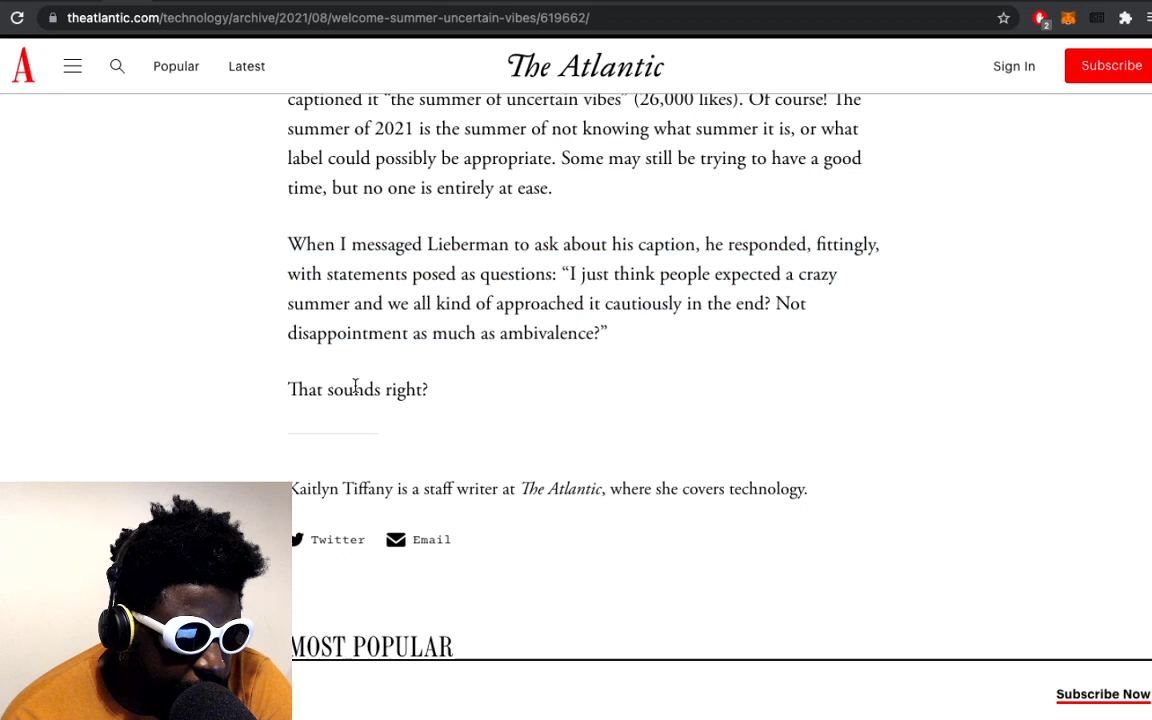 theatlantic.com/technology/archive/2021/08/welcome-summer-uncertain-vibes/619662/
2
A
Popular
Latest
The Atlantic
Sign In
Subscribe
captioned it “the summer of uncertain vibes” (26,000 likes). Of course! The
summer of 2021 is the summer of not knowing what summer it is, or what
label could possibly be appropriate. Some may still be trying to have a good
time, but no one is entirely at ease.
When I messaged Lieberman to ask about his caption, he responded, fittingly,
with statements posed as questions: “I just think people expected a crazy
summer and we all kind of approached it cautiously in the end? Not
disappointment as much as ambivalence?”
That sounds right?
Kaitlyn Tiffany is a staff writer at The Atlantic, where she covers technology.
Twitter
Email
MOST POPULAR
Subscribe Now